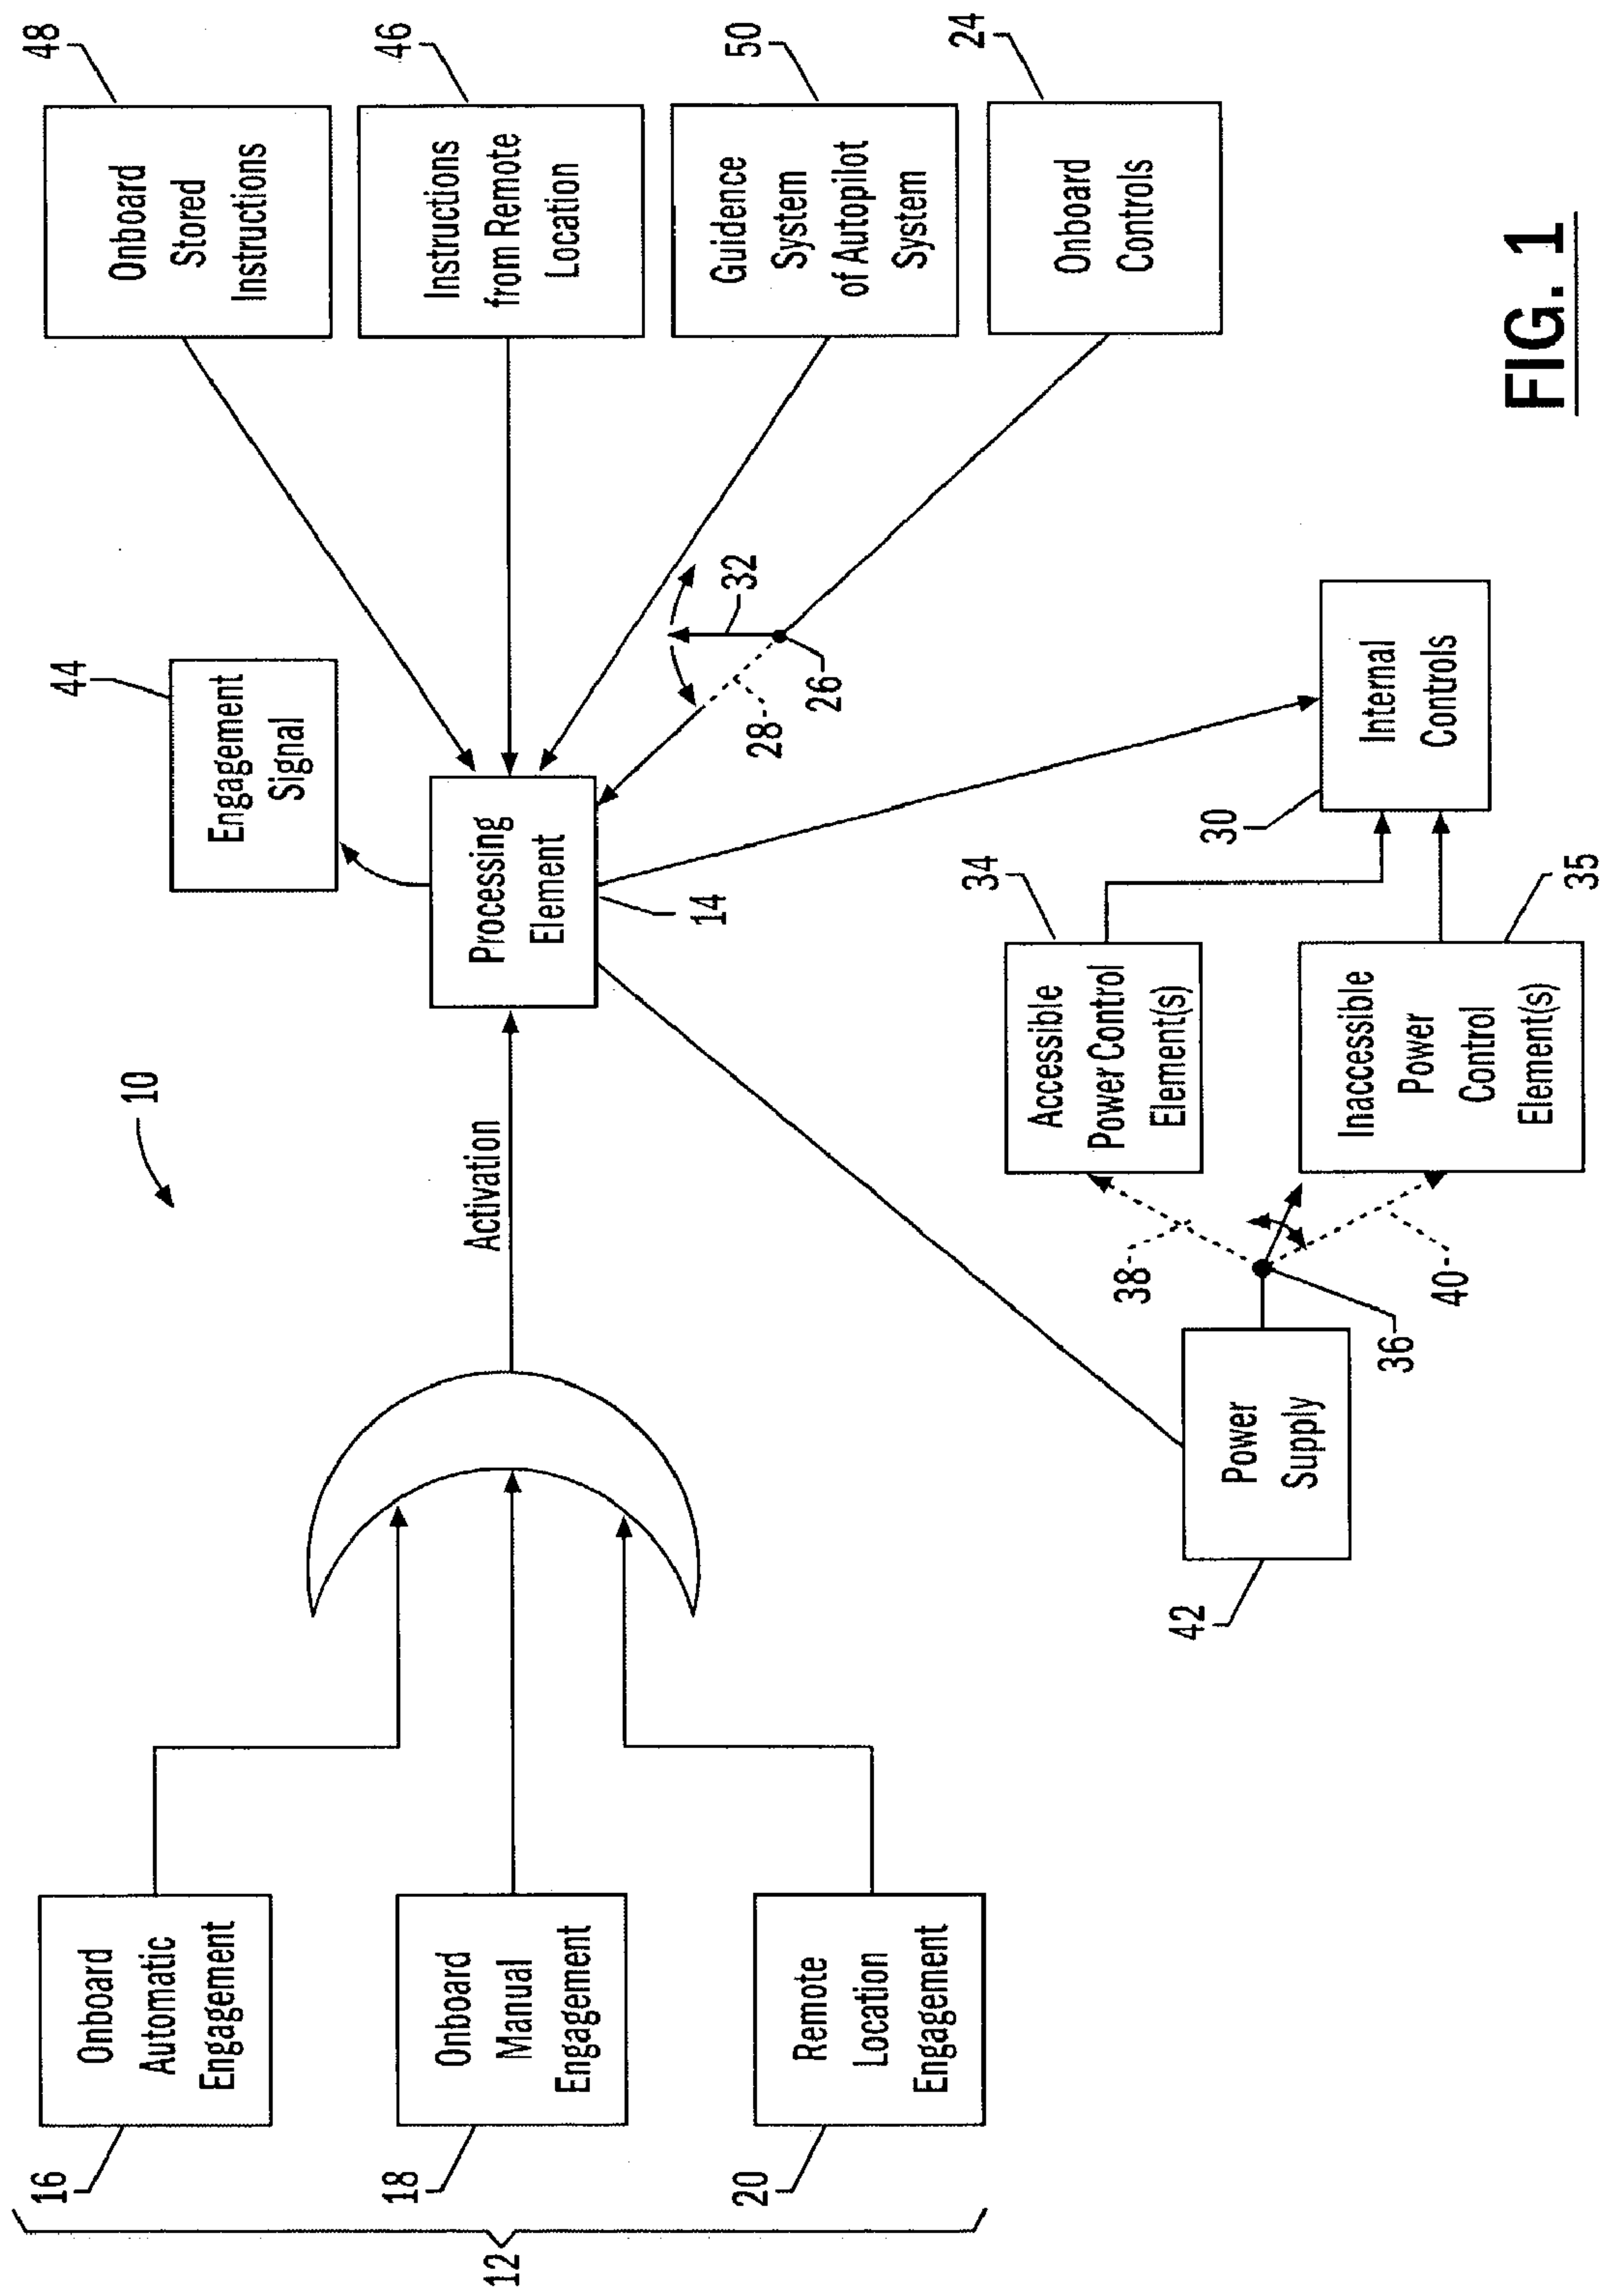 16
Onboard
Automatic
Engagement
18
Onboard
Manual
Engagement
20
Remote
Location
Engagement
12
10
Activation
Processing
Element
14
44
Engagement
Signal
48
Onboard
Stored
Instructions
46
Instructions
from Remote
Location
50
Guidence
System
of Autopilot
System
24
Onboard
Controls
32
28
26
42
Power
Supply
36
38
40
34
Accessible
Power Control
Element(s)
35
Inaccessible
Power
Control
Element(s)
30
Internal
Controls
FIG. 1